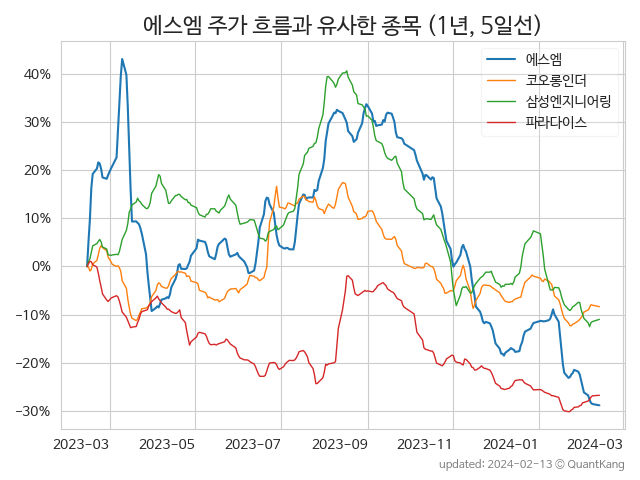 에스엠 주가 흐름과 유사한 종목 (1년, 5일선)
에스엠
코오롱인더
삼성엔지니어링
파라다이스
40%
30%
20%
10%
0%
−10%
−20%
−30%
2023-03 2023-05 2023-07 2023-09 2023-11 2024-01 2024-03
updated: 2024-02-13 © QuantKang